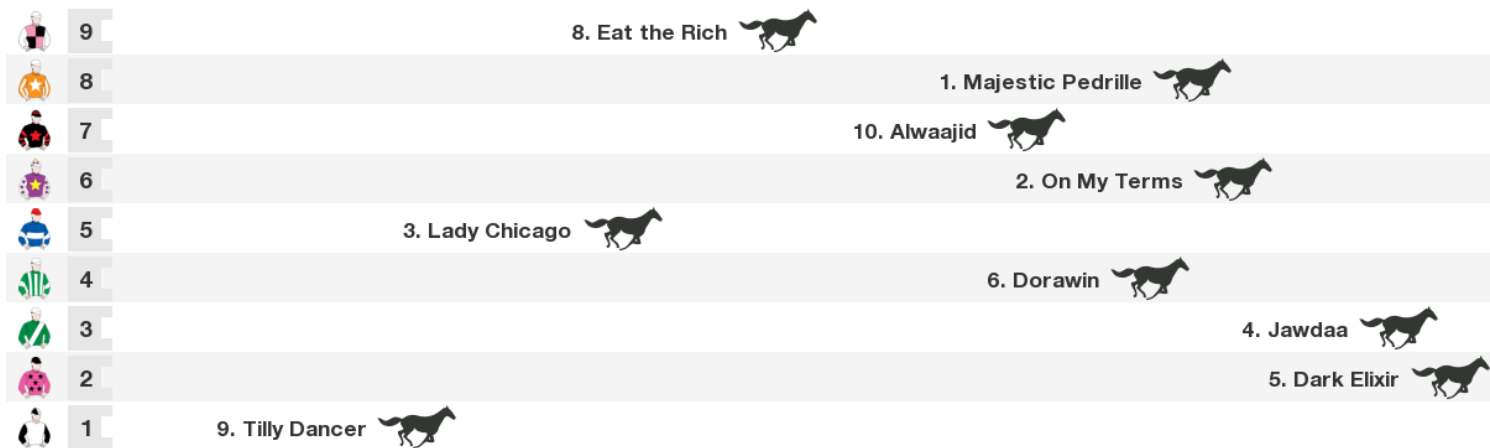 9 8. Eat the Rich
8 1. Majestic Pedrille
7 10. Alwaajid
6 2. On My Terms
5 3. Lady Chicago
4 6. Dorawin
3 4. Jawdaa
2 5. Dark Elixir
1 9. Tilly Dancer